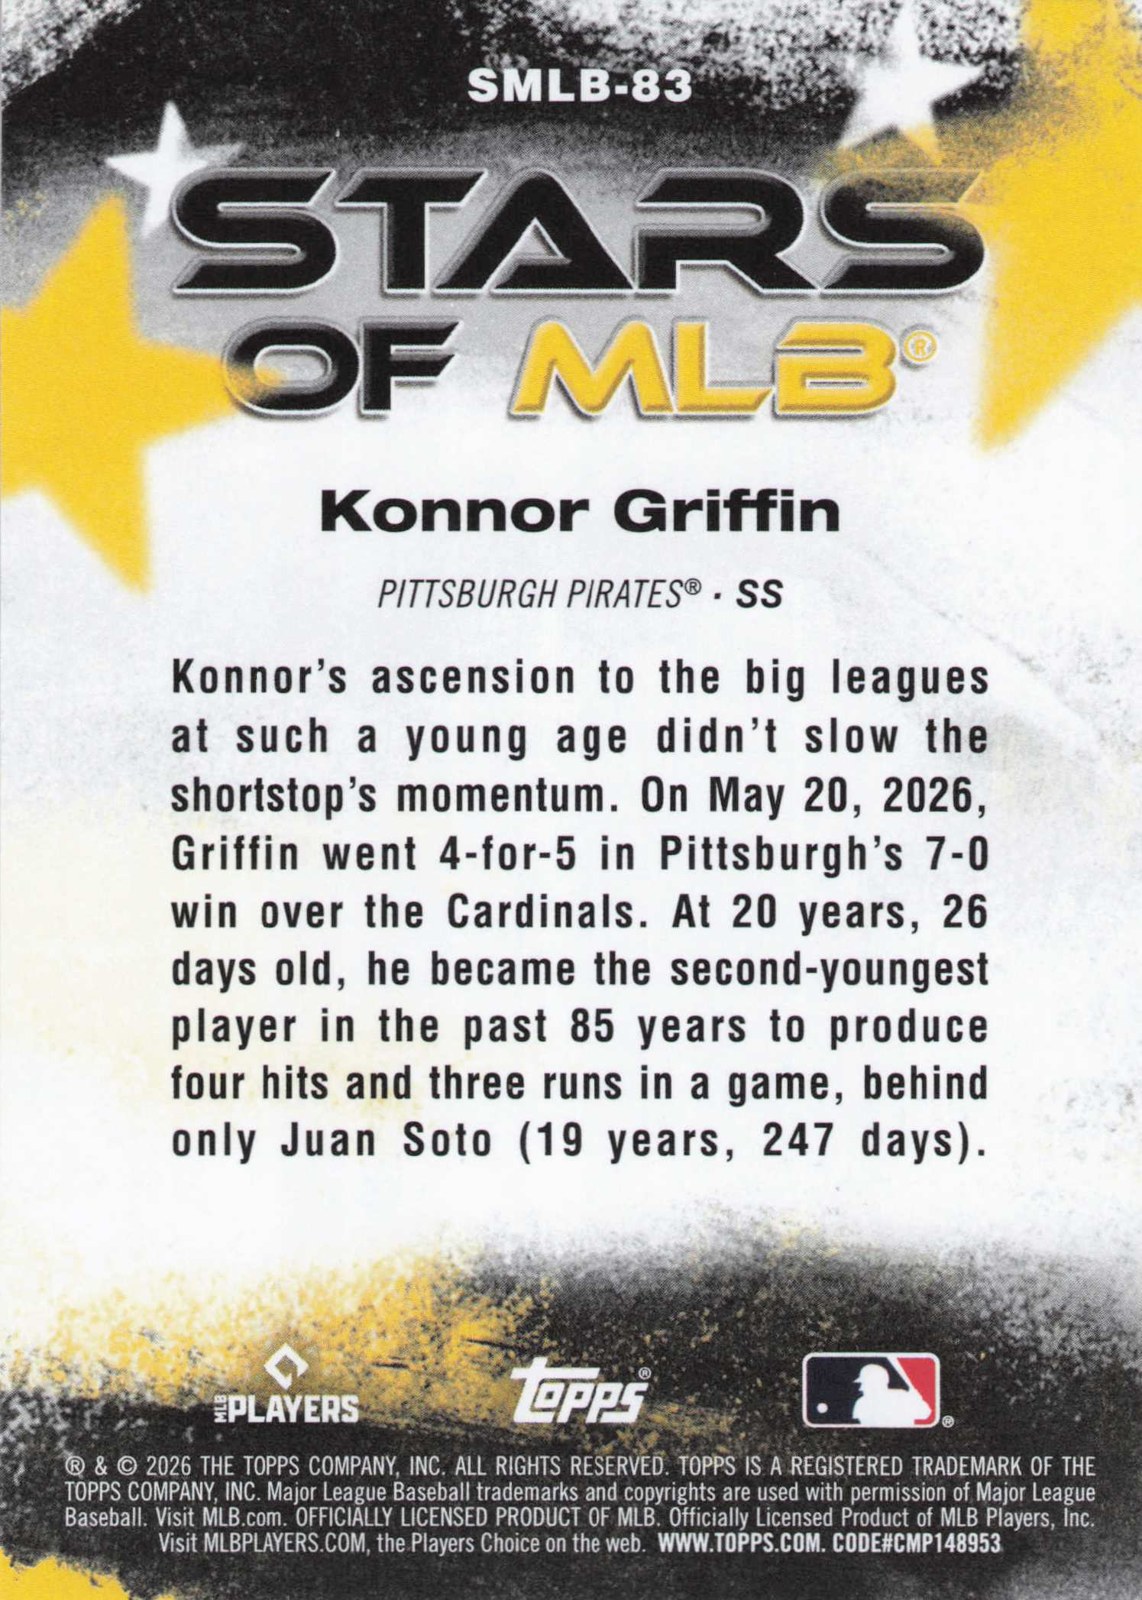 SMLB-83
STARS
OF MLB®
Konnor Griffin
PITTSBURGH PIRATES® · SS
Konnor's ascension to the big leagues
at such a young age didn't slow the
shortstop's momentum. On May 20, 2026,
Griffin went 4-for-5 in Pittsburgh's 7-0
win over the Cardinals. At 20 years, 26
days old, he became the second-youngest
player in the past 85 years to produce
four hits and three runs in a game, behind
only Juan Soto (19 years, 247 days).
MLB PLAYERS
Topps®
®
® & © 2026 THE TOPPS COMPANY, INC. ALL RIGHTS RESERVED. TOPPS IS A REGISTERED TRADEMARK OF THE
TOPPS COMPANY, INC. Major League Baseball trademarks and copyrights are used with permission of Major League
Baseball. Visit MLB.com. OFFICIALLY LICENSED PRODUCT OF MLB. Officially Licensed Product of MLB Players, Inc.
Visit MLBPLAYERS.COM, the Players Choice on the web. WWW.TOPPS.COM. CODE#CMP148953